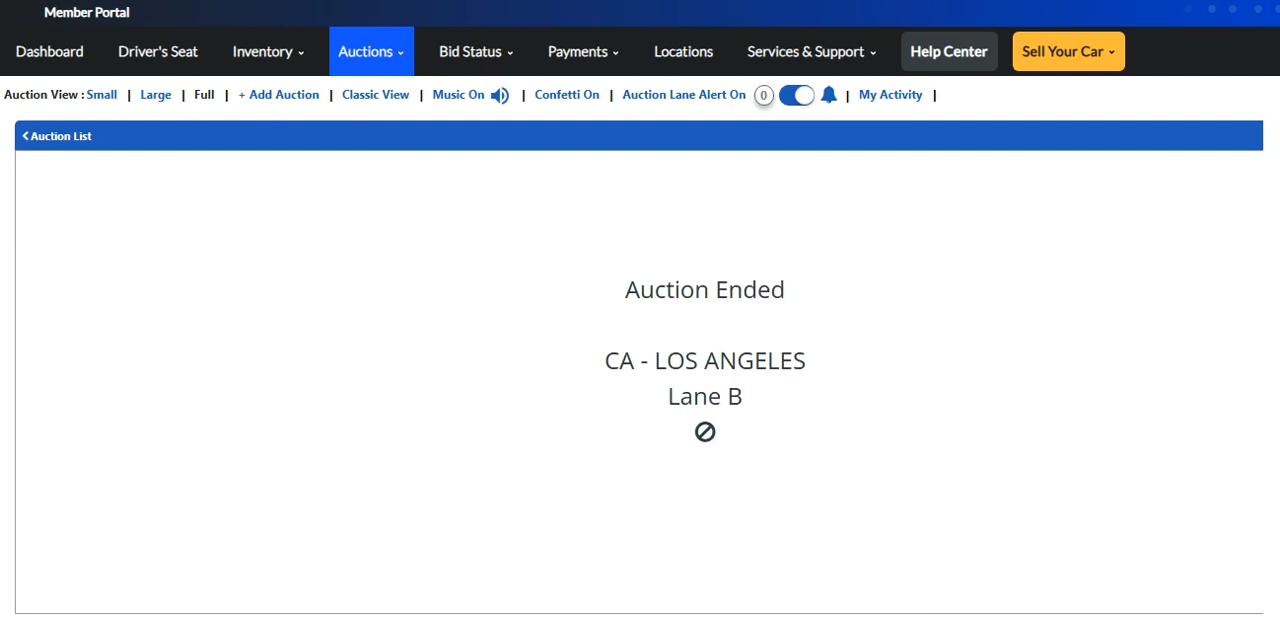 Member Portal
Dashboard Driver's Seat Inventory Auctions Bid Status Payments Locations Services & Support Help Center Sell Your Car
Auction View : Small | Large | Full | + Add Auction | Classic View | Music On | Confetti On | Auction Lane Alert On 0 | My Activity |
Auction List
Auction Ended
CA - LOS ANGELES
Lane B